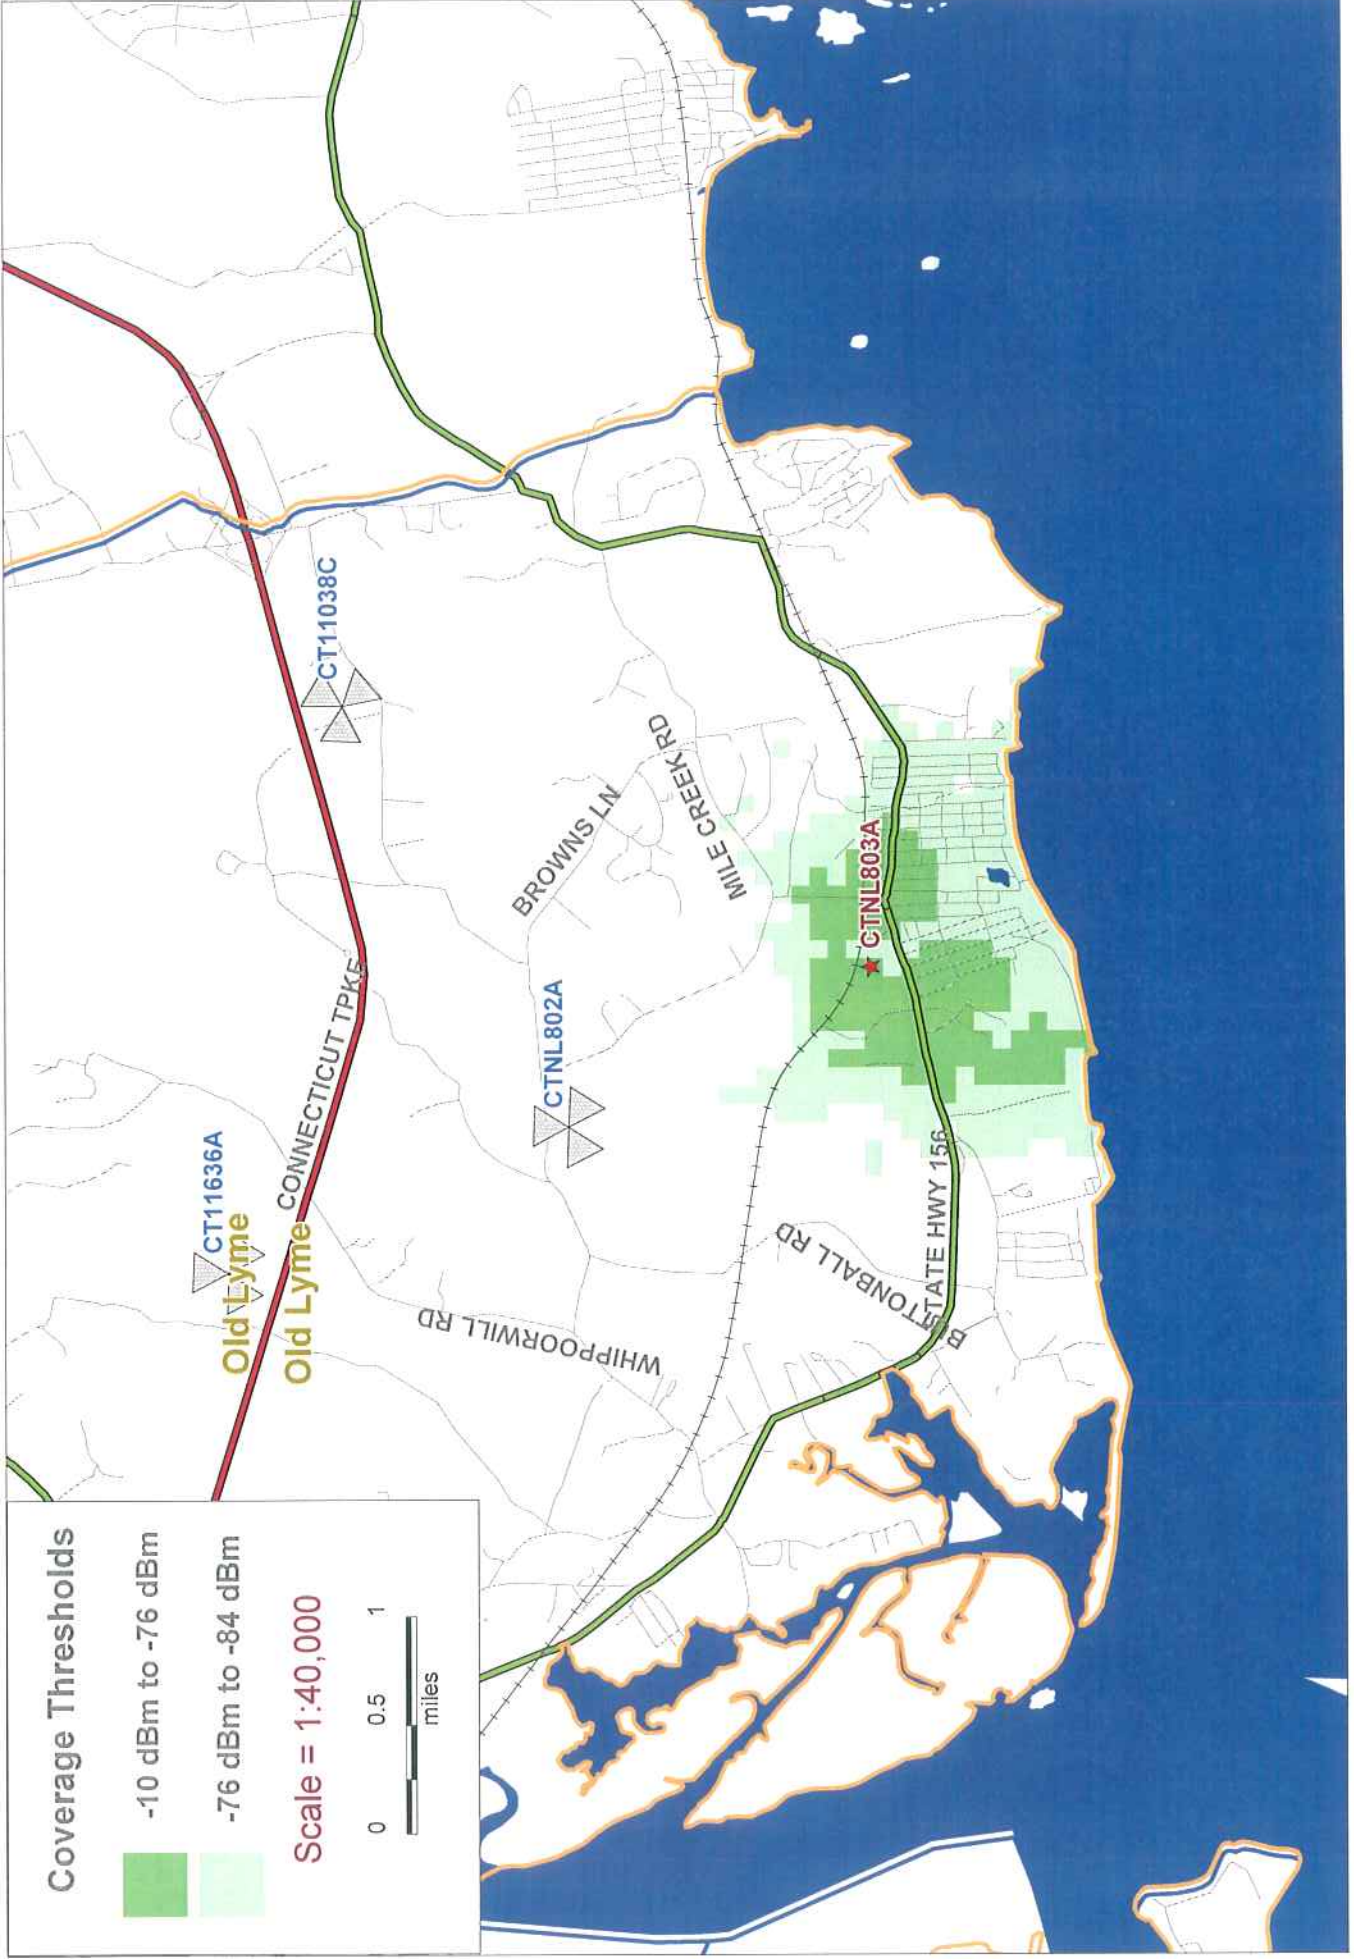 Coverage Thresholds
-10 dBm to -76 dBm
-76 dBm to -84 dBm
Scale = 1:40,000
0
0.5
1
miles
CT11636A
Old Lyme
Old Lyme
CONNECTICUT TPKE
CT11038C
CTNL802A
BROWNS LN
MILE CREEK RD
WHIPPOORWILL RD
CTNL803A
BUTTONBALL RD
STATE HWY 156